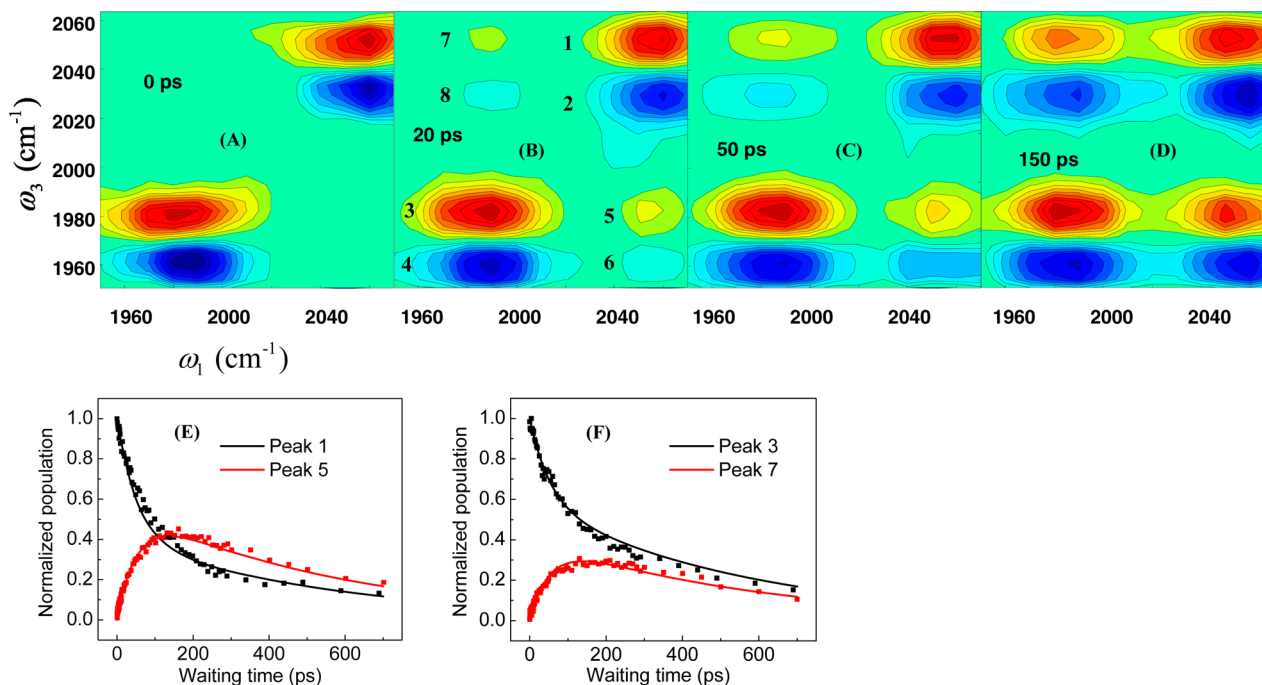 2060
2040
2020
2000
1980
1960
ω₃ (cm⁻¹)
0 ps
(A)
7
8
1
2
20 ps
(B)
3
4
5
6
50 ps
(C)
150 ps
(D)
1960 2000 2040 1960 2000 2040 1960 2000 2040 1960 2000 2040
ω₁ (cm⁻¹)
(E)
Peak 1
Peak 5
1.0
0.8
0.6
0.4
0.2
0.0
Normalized population
0 200 400 600
Waiting time (ps)
(F)
Peak 3
Peak 7
1.0
0.8
0.6
0.4
0.2
0.0
Normalized population
0 200 400 600
Waiting time (ps)